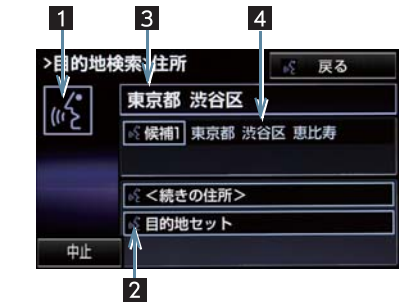 1 3 4
>目的地検索:住所 戻る
東京都 渋谷区
候補1 東京都 渋谷区 恵比寿
<続きの住所>
目的地セット
中止
2